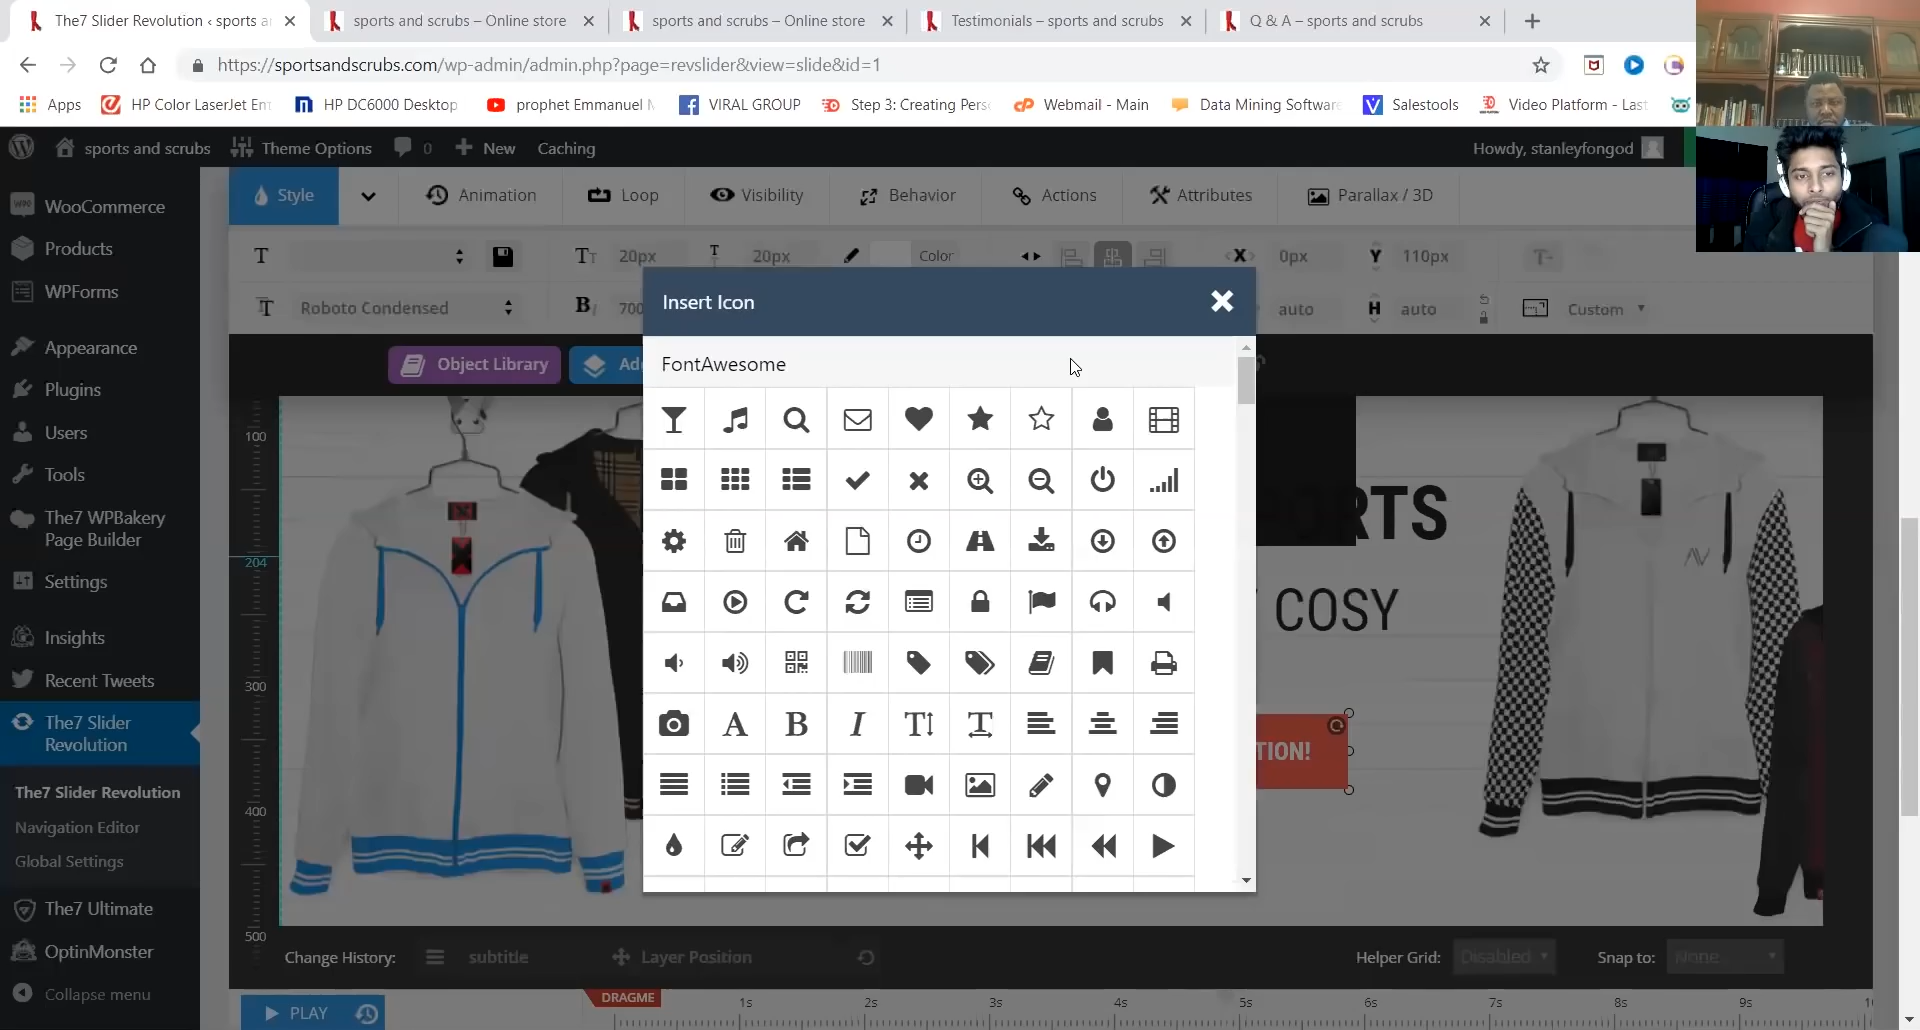 The7 Slider Revolution ‹ sports a
sports and scrubs – Online store
sports and scrubs – Online store
Testimonials – sports and scrubs
Q & A – sports and scrubs
https://sportsandscrubs.com/wp-admin/admin.php?page=revslider&view=slide&id=1
Apps
HP Color LaserJet En
HP DC6000 Desktop
prophet Emmanuel
VIRAL GROUP
Step 3: Creating Pers
Webmail - Main
Data Mining Software
Salestools
Video Platform - Last
sports and scrubs
Theme Options
0
New
Caching
Howdy, stanleyfongod
WooCommerce
Products
WPForms
Appearance
Plugins
Users
Tools
The7 WPBakery
Page Builder
Settings
Insights
Recent Tweets
The7 Slider
Revolution
The7 Slider Revolution
Navigation Editor
Global Settings
The7 Ultimate
OptinMonster
Collapse menu
Style
Animation
Loop
Visibility
Behavior
Actions
Attributes
Parallax / 3D
20px
20px
Color
X
0px
Y
110px
Roboto Condensed
700
auto
H
auto
Custom
Object Library
Ad
Insert Icon
FontAwesome
RTS
COSY
TION!
100
204
300
400
500
Change History:
subtitle
Layer Position
Helper Grid:
Disabled
Snap to:
None
PLAY
DRAGME
1s
2s
3s
4s
5s
6s
7s
8s
9s